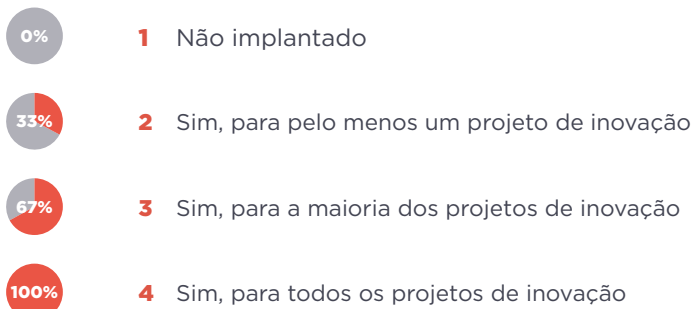 0% 1 Não implantado
33% 2 Sim, para pelo menos um projeto de inovação
67% 3 Sim, para a maioria dos projetos de inovação
100% 4 Sim, para todos os projetos de inovação